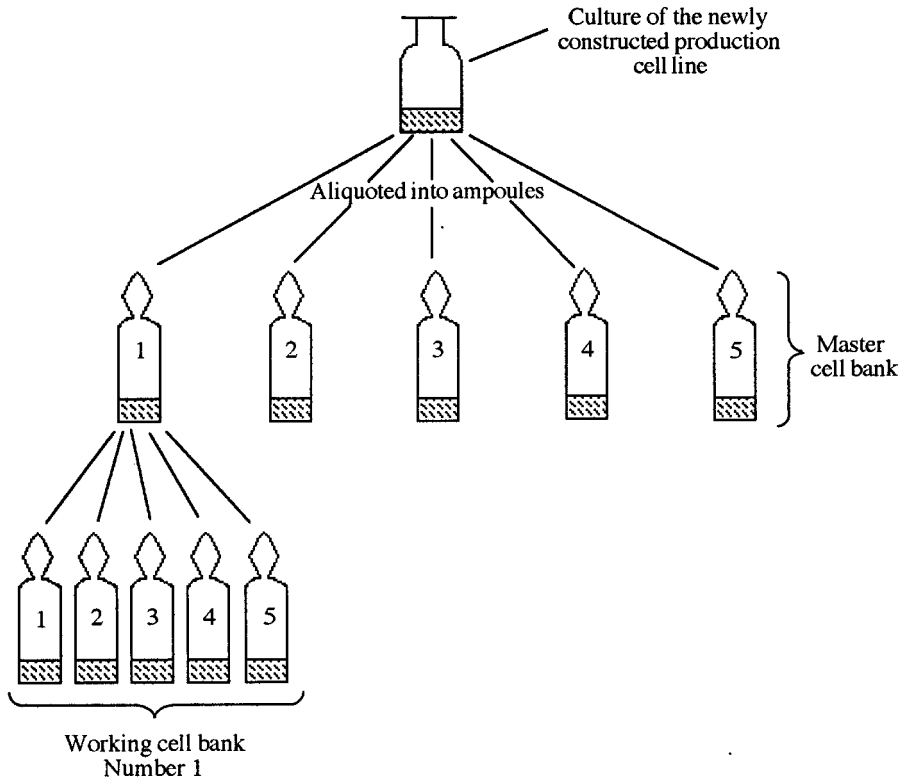 Culture of the newly
constructed production
cell line
Aliquoted into ampoules
1
2
3
4
5
Master
cell bank
1
2
3
4
5
Working cell bank
Number 1